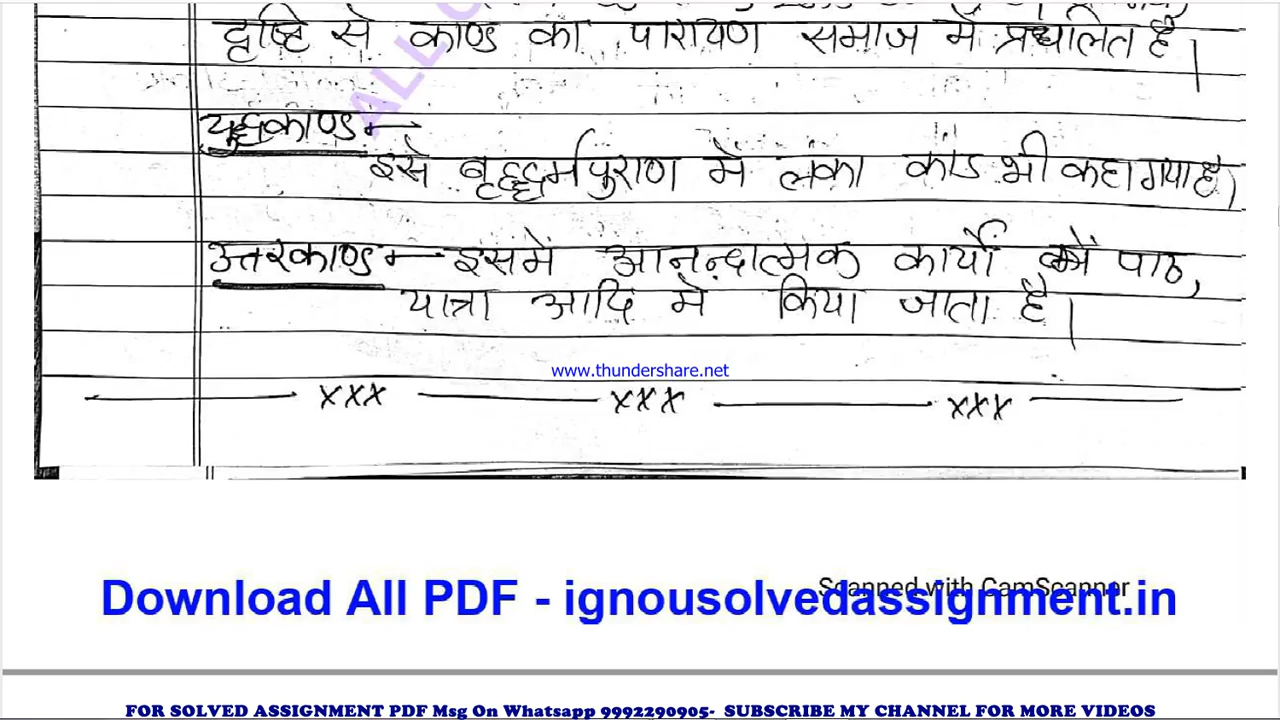 दृष्टि से काण्ड का पारायण समाज में प्रचलित है।
ALL
युद्धकाण्ड —
इसे बृहद्धर्मपुराण में लंका कांड भी कहा गया है।
उत्तरकाण्ड — इसमें आनन्दात्मक कार्यो को पाठ,
यात्रा आदि में किया जाता है।
www.thundershare.net
xxx xxx xxx
Scanned with CamScanner
Download All PDF - ignousolvedassignment.in
FOR SOLVED ASSIGNMENT PDF Msg On Whatsapp 9992290905- SUBSCRIBE MY CHANNEL FOR MORE VIDEOS